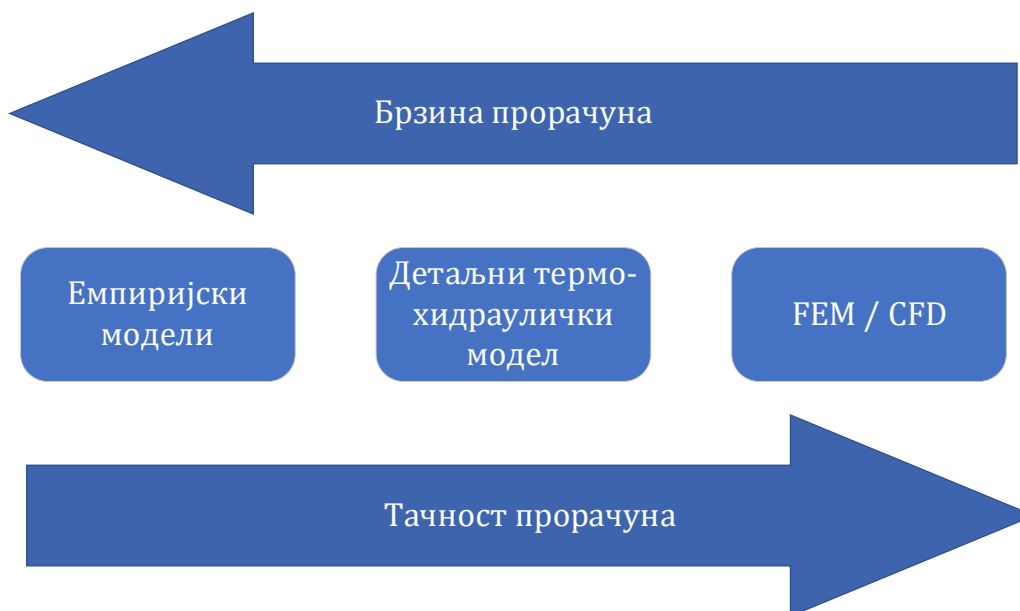 Брзина прорачуна
Емпиријски
модели
Детаљни термо-
хидраулички
модел
FEM / CFD
Тачност прорачуна